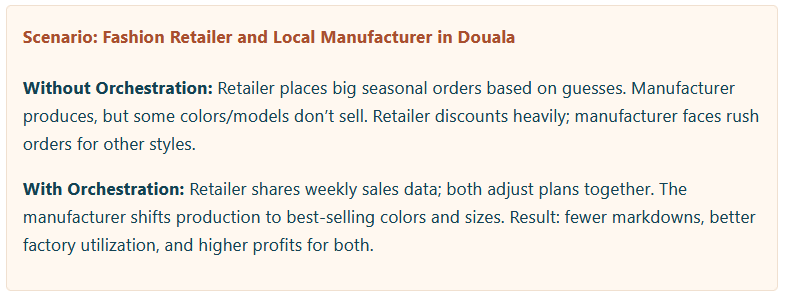 Scenario: Fashion Retailer and Local Manufacturer in Douala
Without Orchestration: Retailer places big seasonal orders based on guesses. Manufacturer
produces, but some colors/models don’t sell. Retailer discounts heavily; manufacturer faces rush
orders for other styles.
With Orchestration: Retailer shares weekly sales data; both adjust plans together. The
manufacturer shifts production to best-selling colors and sizes. Result: fewer markdowns, better
factory utilization, and higher profits for both.